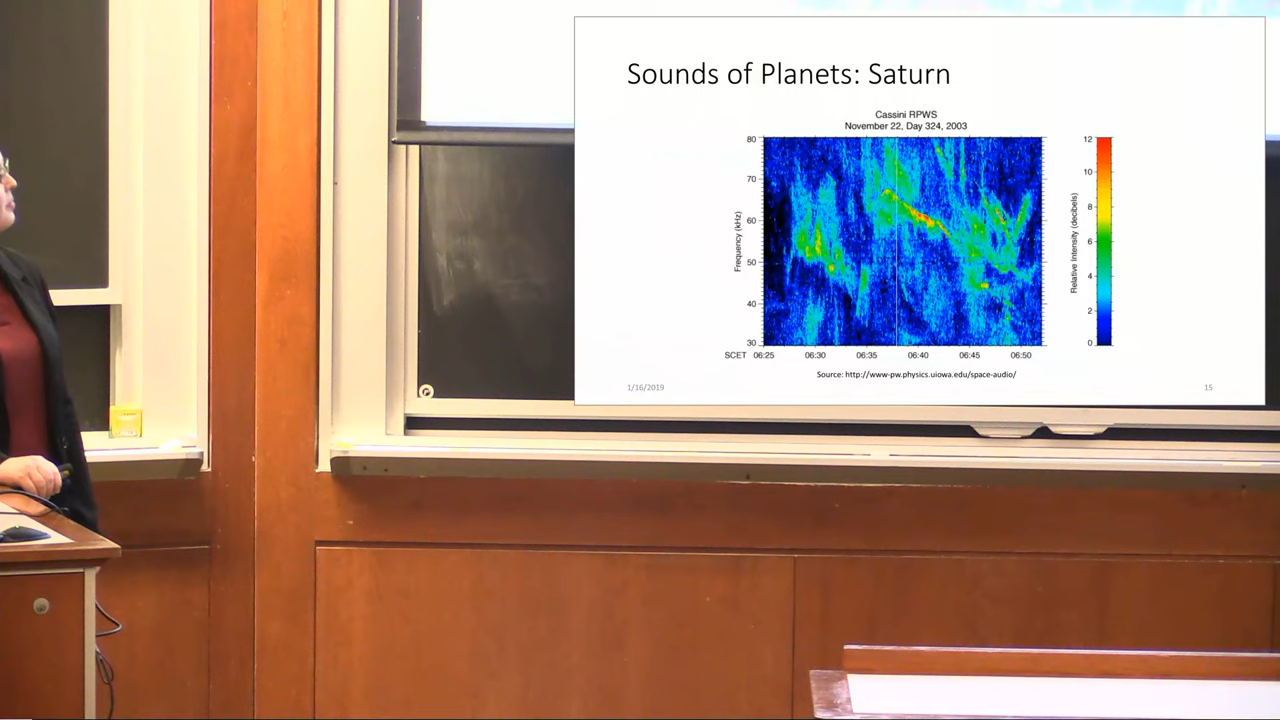 Sounds of Planets: Saturn
Cassini RPWS
November 22, Day 324, 2003
80
70
60
50
40
30
Frequency (kHz)
SCET 06:25 06:30 06:35 06:40 06:45 06:50
12
10
8
6
4
2
0
Relative Intensity (decibels)
Source: http://www-pw.physics.uiowa.edu/space-audio/
1/16/2019
15